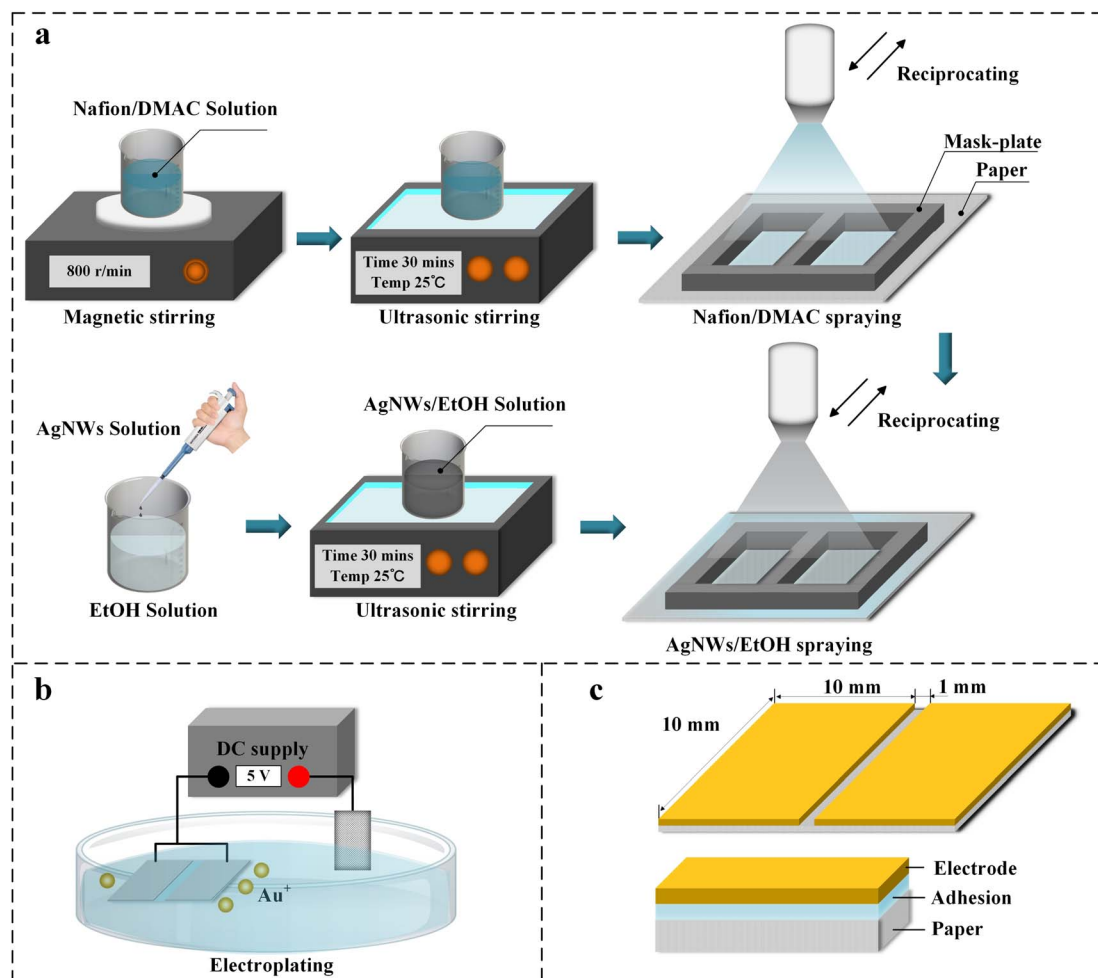 a
Nafion/DMAC Solution
800 r/min
Magnetic stirring
Time 30 mins
Temp 25℃
Ultrasonic stirring
Reciprocating
Mask-plate
Paper
Nafion/DMAC spraying
AgNWs Solution
EtOH Solution
AgNWs/EtOH Solution
Time 30 mins
Temp 25℃
Ultrasonic stirring
Reciprocating
AgNWs/EtOH spraying
b
DC supply
5 V
Au⁺
Electroplating
c
10 mm
1 mm
10 mm
Electrode
Adhesion
Paper